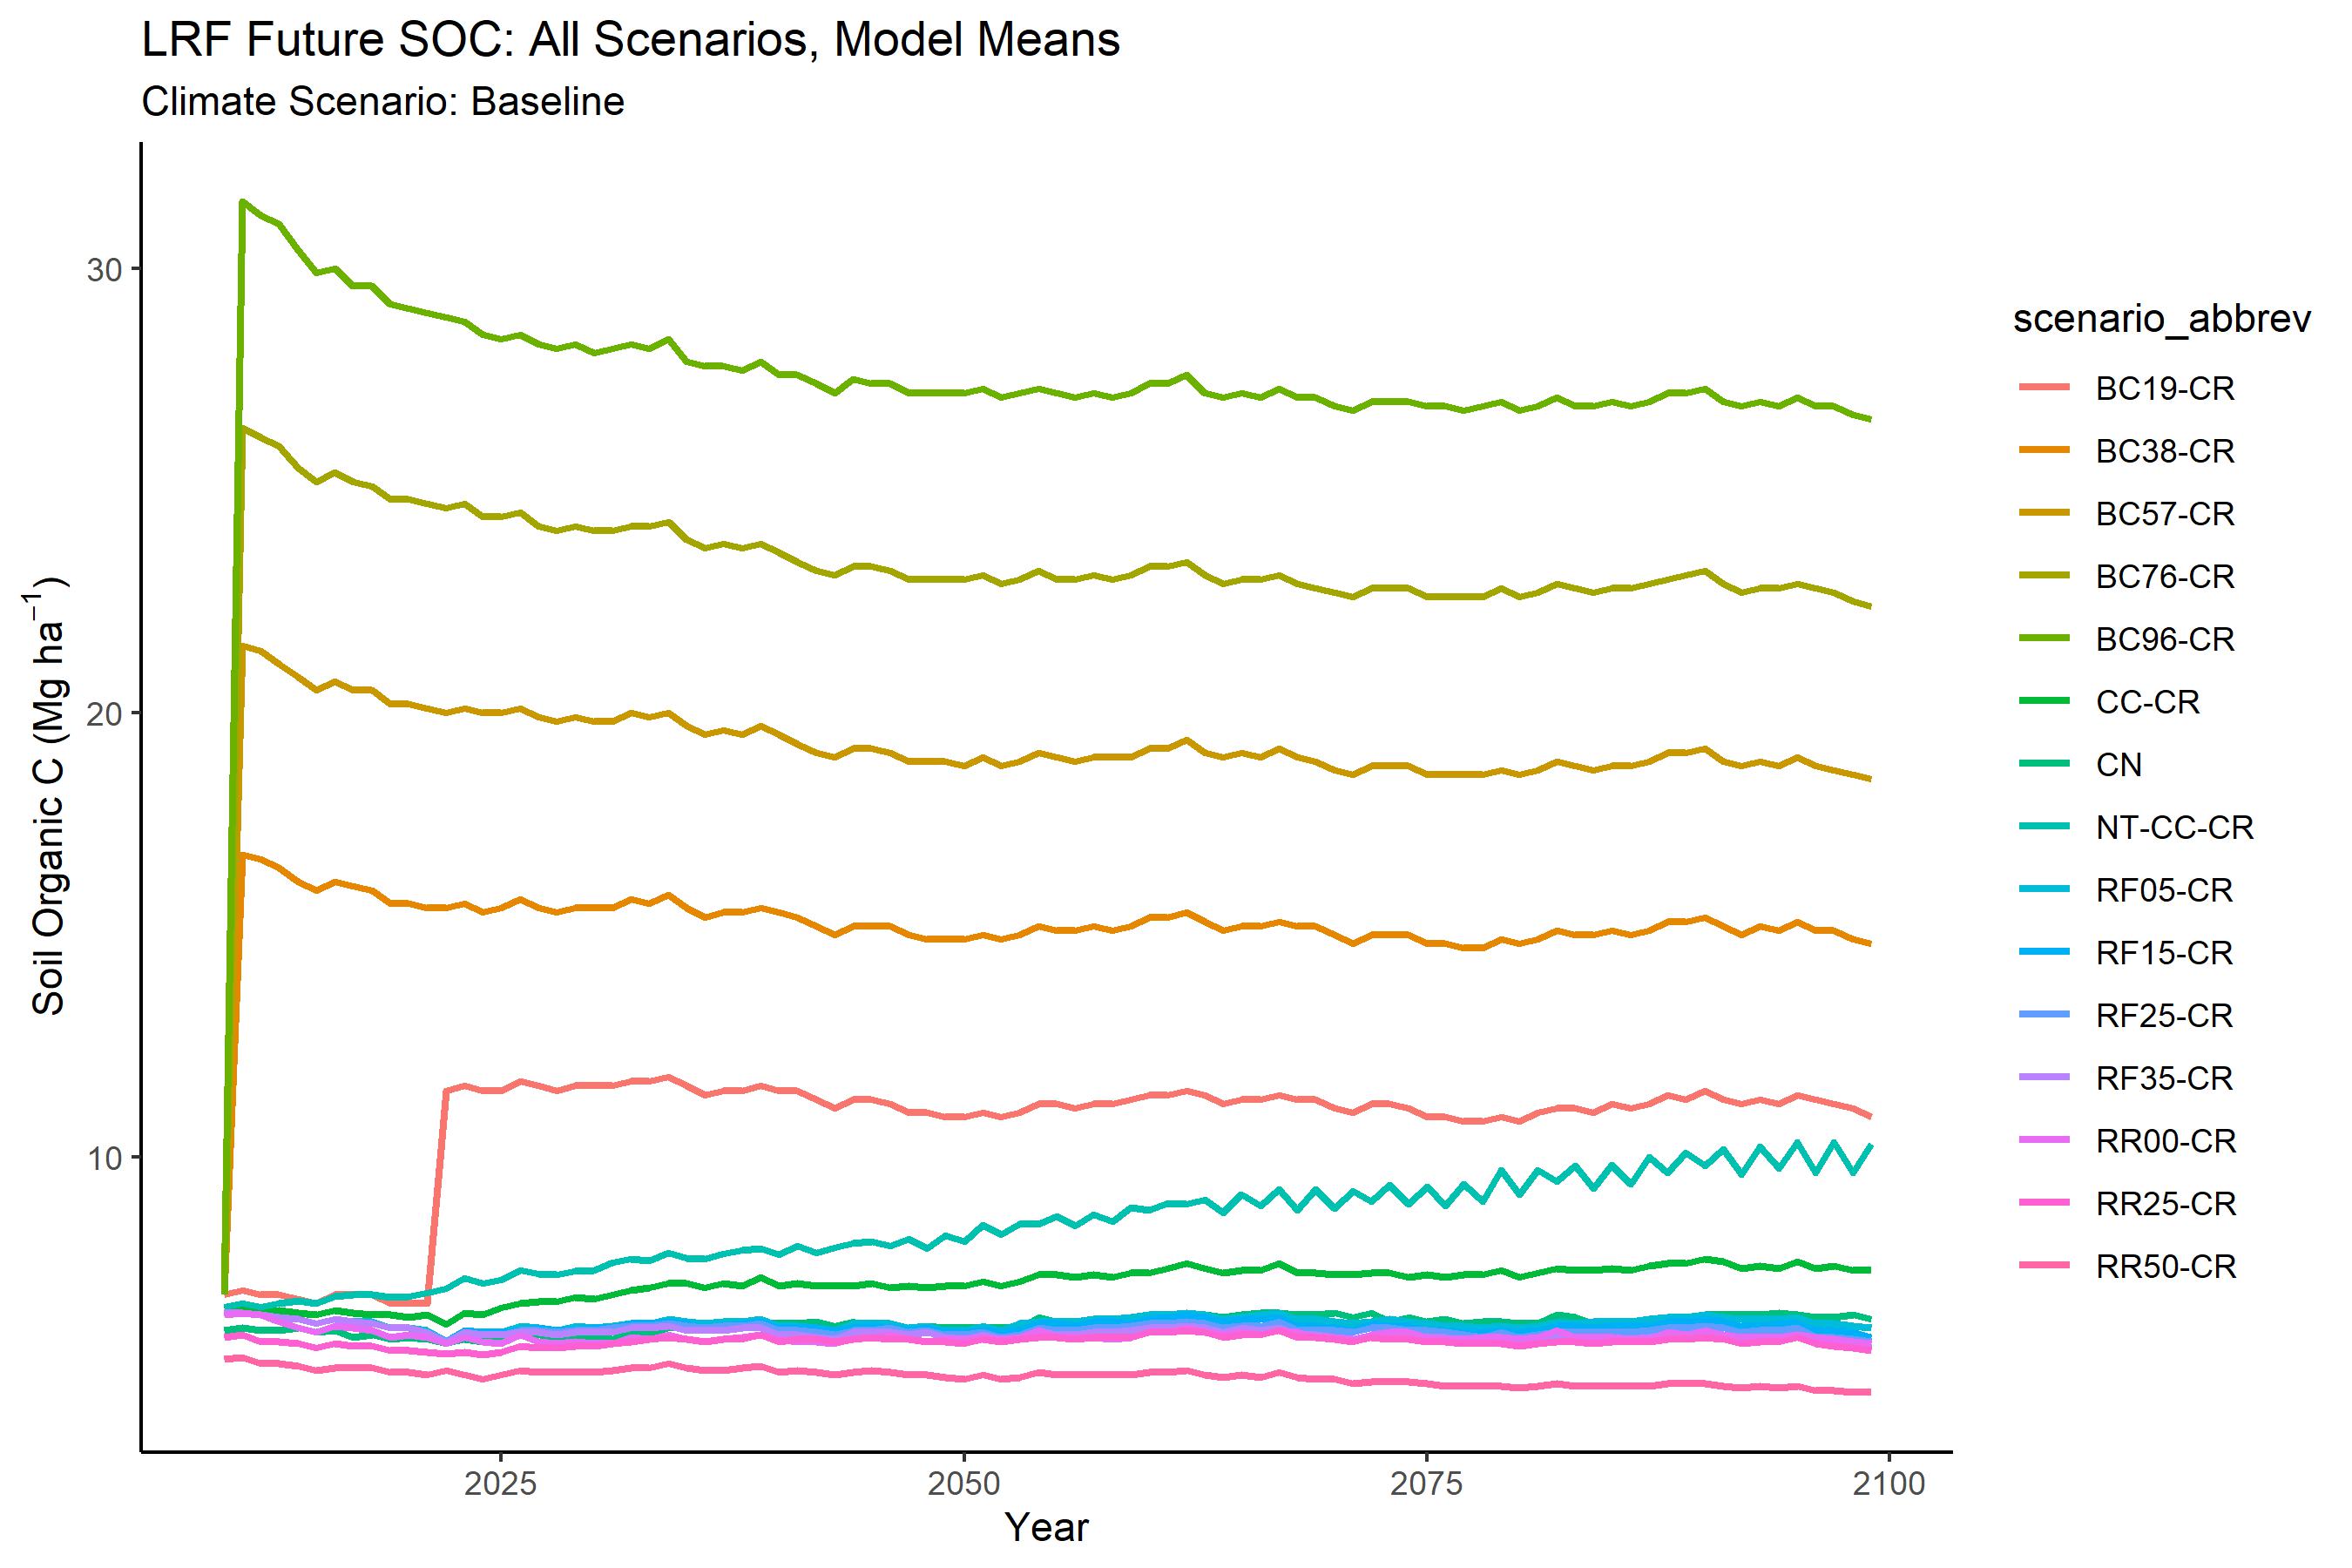 LRF Future SOC: All Scenarios, Model Means
Climate Scenario: Baseline
Soil Organic C (Mg ha⁻¹)
30
20
10
2025
2050
2075
2100
Year
scenario_abbrev
BC19-CR
BC38-CR
BC57-CR
BC76-CR
BC96-CR
CC-CR
CN
NT-CC-CR
RF05-CR
RF15-CR
RF25-CR
RF35-CR
RR00-CR
RR25-CR
RR50-CR